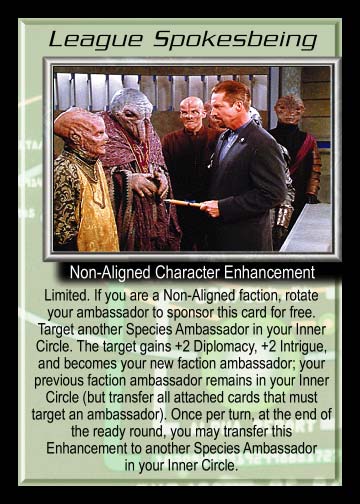 League Spokesbeing
Non-Aligned Character Enhancement
Limited. If you are a Non-Aligned faction, rotate
your ambassador to sponsor this card for free.
Target another Species Ambassador in your Inner
Circle. The target gains +2 Diplomacy, +2 Intrigue,
and becomes your new faction ambassador; your
previous faction ambassador remains in your Inner
Circle (but transfer all attached cards that must
target an ambassador). Once per turn, at the end of
the ready round, you may transfer this
Enhancement to another Species Ambassador
in your Inner Circle.